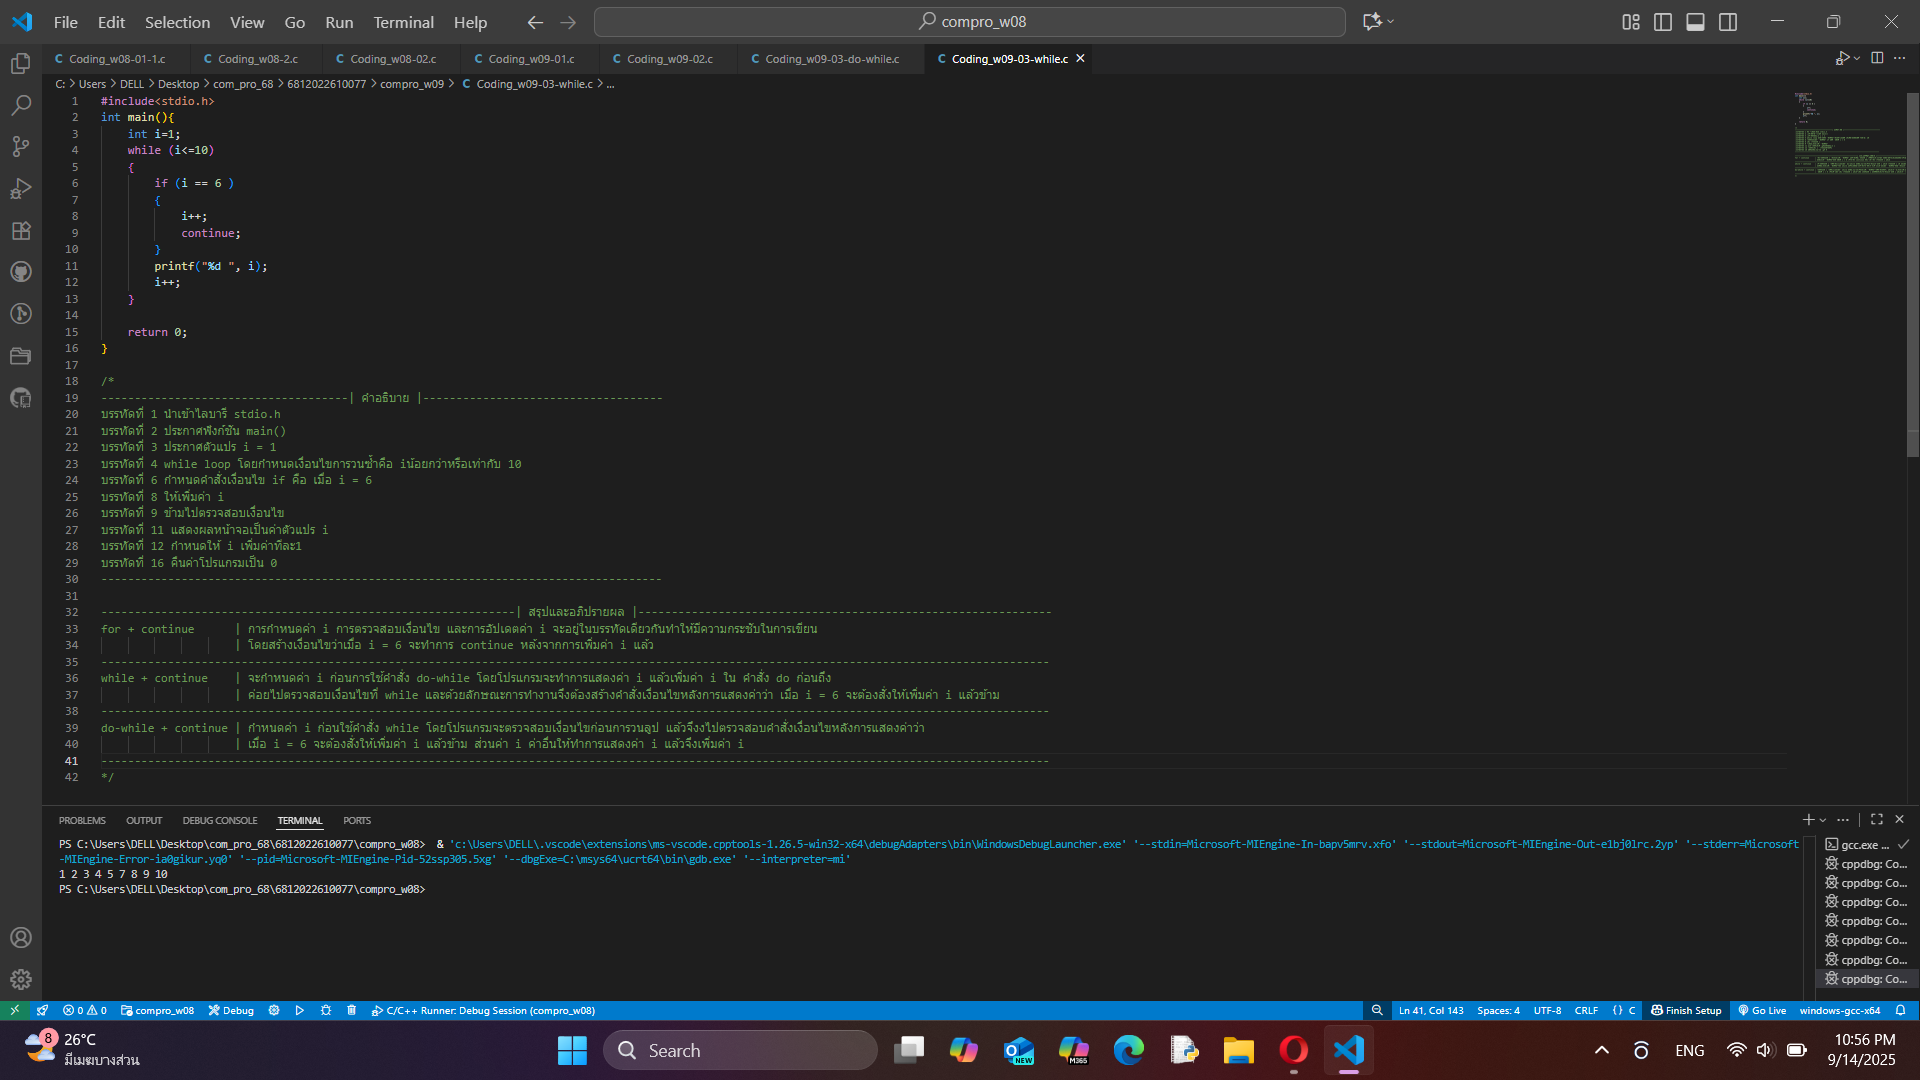 File Edit Selection View Go Run Terminal Help
compro_w08
Coding_w08-01-1.c
Coding_w08-2.c
Coding_w08-02.c
Coding_w09-01.c
Coding_w09-02.c
Coding_w09-03-do-while.c
Coding_w09-03-while.c
C: > Users > DELL > Desktop > com_pro_68 > 6812022610077 > compro_w09 > C Coding_w09-03-while.c > ...
1 #include<stdio.h>
2 int main(){
3 int i=1;
4 while (i<=10)
5 {
6 if (i == 6 )
7 {
8 i++;
9 continue;
10 }
11 printf("%d ", i);
12 i++;
13 }
14
15 return 0;
16 }
17
18 /*
19 -------------------------------------| คำอธิบาย |------------------------------------
20 บรรทัดที่ 1 นำเข้าไลบารี stdio.h
21 บรรทัดที่ 2 ประกาศฟังก์ชัน main()
22 บรรทัดที่ 3 ประกาศตัวแปร i = 1
23 บรรทัดที่ 4 while loop โดยกำหนดเงื่อนไขการวนซ้ำคือ iน้อยกว่าหรือเท่ากับ 10
24 บรรทัดที่ 6 กำหนดคำสั่งเงื่อนไข if คือ เมื่อ i = 6
25 บรรทัดที่ 8 ให้เพิ่มค่า i
26 บรรทัดที่ 9 ข้ามไปตรวจสอบเงื่อนไข
27 บรรทัดที่ 11 แสดงผลหน้าจอเป็นค่าตัวแปร i
28 บรรทัดที่ 12 กำหนดให้ i เพิ่มค่าทีละ1
29 บรรทัดที่ 16 คืนค่าโปรแกรมเป็น 0
30 ------------------------------------------------------------------------------------
31
32 --------------------------------------------------------------| สรุปและอภิปรายผล |--------------------------------------------------------------
33 for + continue | การกำหนดค่า i การตรวจสอบเงื่อนไข และการอัปเดตค่า i จะอยู่ในบรรทัดเดียวกันทำให้มีความกระชับในการเขียน
34 | โดยสร้างเงื่อนไขว่าเมื่อ i = 6 จะทำการ continue หลังจากการเพิ่มค่า i แล้ว
35 ----------------------------------------------------------------------------------------------------------------------------------------------
36 while + continue | จะกำหนดค่า i ก่อนการใช้คำสั่ง do-while โดยโปรแกรมจะทำการแสดงค่า i แล้วเพิ่มค่า i ใน คำสั่ง do ก่อนถึง
37 | ค่อยไปตรวจสอบเงื่อนไขที่ while และด้วยลักษณะการทำงานจึงต้องสร้างคำสั่งเงื่อนไขหลังการแสดงค่าว่า เมื่อ i = 6 จะต้องสั่งให้เพิ่มค่า i แล้วข้าม
38 ----------------------------------------------------------------------------------------------------------------------------------------------
39 do-while + continue | กำหนดค่า i ก่อนใช้คำสั่ง while โดยโปรแกรมจะตรวจสอบเงื่อนไขก่อนการวนลูป แล้วจึงงไปตรวจสอบคำสั่งเงื่อนไขหลังการแสดงค่าว่า
40 | เมื่อ i = 6 จะต้องสั่งให้เพิ่มค่า i แล้วข้าม ส่วนค่า i ค่าอื่นให้ทำการแสดงค่า i แล้วจึงเพิ่มค่า i
41 ----------------------------------------------------------------------------------------------------------------------------------------------
42 */
PROBLEMS OUTPUT DEBUG CONSOLE TERMINAL PORTS
PS C:\Users\DELL\Desktop\com_pro_68\6812022610077\compro_w08> & 'c:\Users\DELL\.vscode\extensions\ms-vscode.cpptools-1.26.5-win32-x64\debugAdapters\bin\WindowsDebugLauncher.exe' '--stdin=Microsoft-MIEngine-In-bapv5mrv.xfo' '--stdout=Microsoft-MIEngine-Out-e1bj0lrc.2yp' '--stderr=Microsoft
-MIEngine-Error-ia0gikur.yq0' '--pid=Microsoft-MIEngine-Pid-52ssp305.5xg' '--dbgExe=C:\msys64\ucrt64\bin\gdb.exe' '--interpreter=mi'
1 2 3 4 5 7 8 9 10
PS C:\Users\DELL\Desktop\com_pro_68\6812022610077\compro_w08>
gcc.exe ...
cppdbg: Co...
cppdbg: Co...
cppdbg: Co...
cppdbg: Co...
cppdbg: Co...
cppdbg: Co...
cppdbg: Co...
0 0 compro_w08 Debug C/C++ Runner: Debug Session (compro_w08)
Ln 41, Col 143 Spaces: 4 UTF-8 CRLF {} C Finish Setup Go Live windows-gcc-x64
8
26°C
มีเมฆบางส่วน
Search
NEW
M365
ENG
10:56 PM
9/14/2025